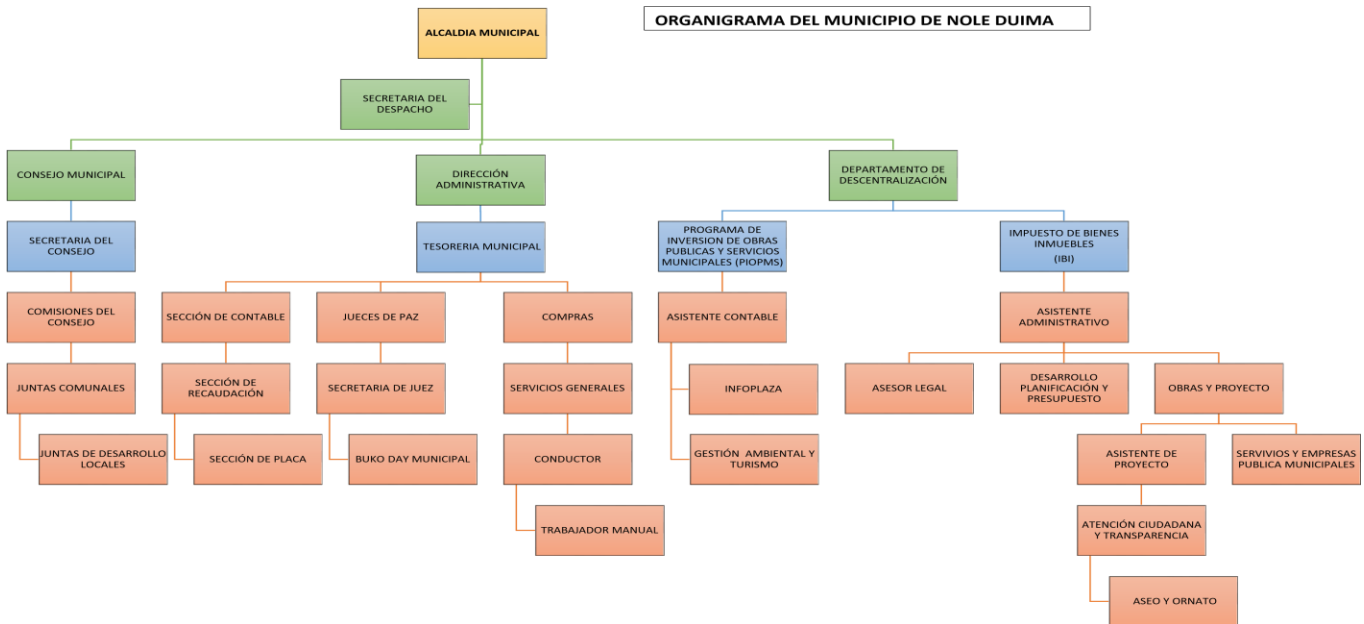 ORGANIGRAMA DEL MUNICIPIO DE NOLE DUIMA
ALCALDIA MUNICIPAL
SECRETARIA DEL
DESPACHO
CONSEJO MUNICIPAL
DIRECCIÓN
ADMINISTRATIVA
DEPARTAMENTO DE
DESCENTRALIZACIÓN
SECRETARIA DEL
CONSEJO
TESORERIA MUNICIPAL
PROGRAMA DE
INVERSION DE OBRAS
PUBLICAS Y SERVICIOS
MUNICIPALES (PIOPMS)
IMPUESTO DE BIENES
INMUEBLES
(IBI)
COMISIONES DEL
CONSEJO
SECCIÓN DE CONTABLE
JUECES DE PAZ
COMPRAS
ASISTENTE CONTABLE
ASISTENTE
ADMINISTRATIVO
JUNTAS COMUNALES
SECCIÓN DE
RECAUDACIÓN
SECRETARIA DE JUEZ
SERVICIOS GENERALES
INFOPLAZA
ASESOR LEGAL
DESARROLLO
PLANIFICACIÓN Y
PRESUPUESTO
OBRAS Y PROYECTO
JUNTAS DE DESARROLLO
LOCALES
SECCIÓN DE PLACA
BUKO DAY MUNICIPAL
CONDUCTOR
GESTIÓN AMBIENTAL Y
TURISMO
ASISTENTE DE
PROYECTO
SERVIVIOS Y EMPRESAS
PUBLICA MUNICIPALES
TRABAJADOR MANUAL
ATENCIÓN CIUDADANA
Y TRANSPARENCIA
ASEO Y ORNATO